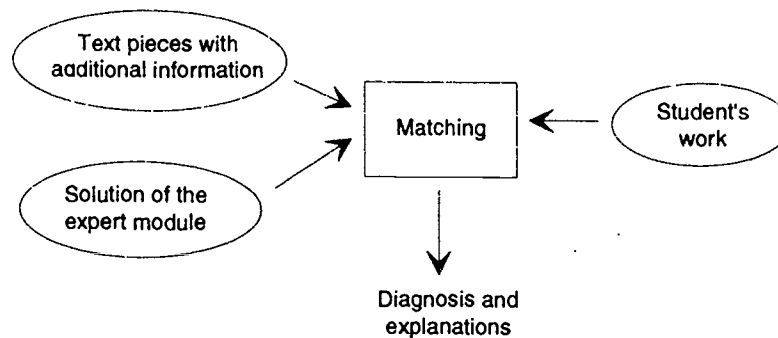 Text pieces with
additional information
Matching
Student's
work
Solution of the
expert module
Diagnosis and
explanations